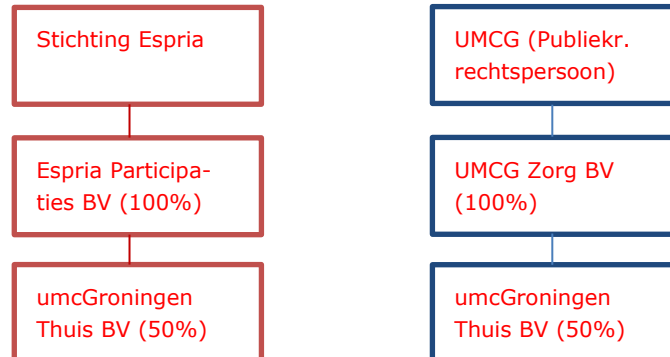 Stichting Espria
Espria Participa-
ties BV (100%)
umcGroningen
Thuis BV (50%)
UMCG (Publiekr.
rechtspersoon)
UMCG Zorg BV
(100%)
umcGroningen
Thuis BV (50%)